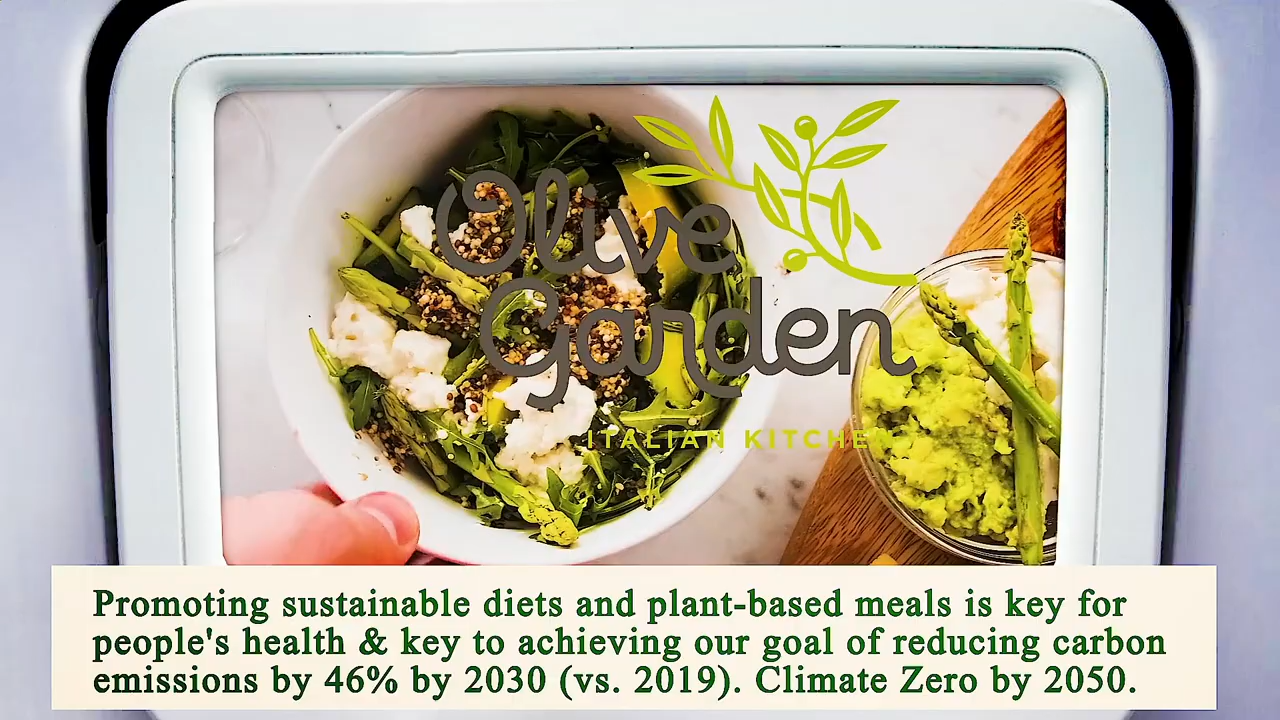 Olive
Garden
ITALIAN KITCHEN
Promoting sustainable diets and plant-based meals is key for
people's health & key to achieving our goal of reducing carbon
emissions by 46% by 2030 (vs. 2019). Climate Zero by 2050.